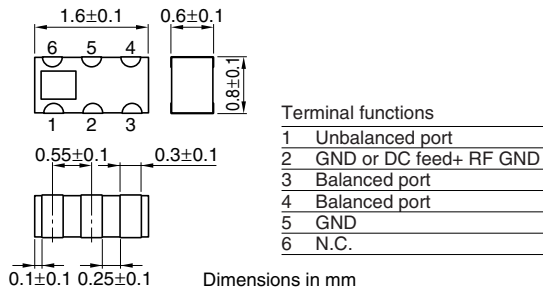 1.6±0.1
0.6±0.1
6 5 4
0.8±0.1
1 2 3
0.55±0.1
0.3±0.1
0.1±0.1
0.25±0.1
Dimensions in mm
Terminal functions
1 Unbalanced port
2 GND or DC feed+ RF GND
3 Balanced port
4 Balanced port
5 GND
6 N.C.